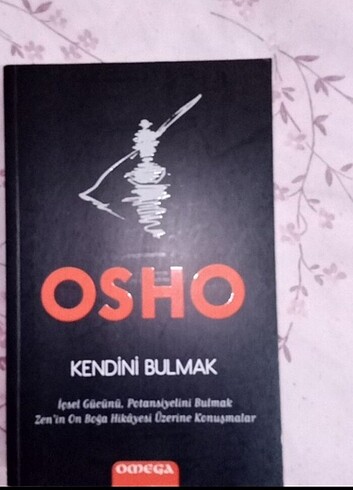 OSHO
KENDİNİ BULMAK
İçsel Gücünü, Potansiyelini Bulmak
Zen'in On Boğa Hikâyesi Üzerine Konuşmalar
OMEGA